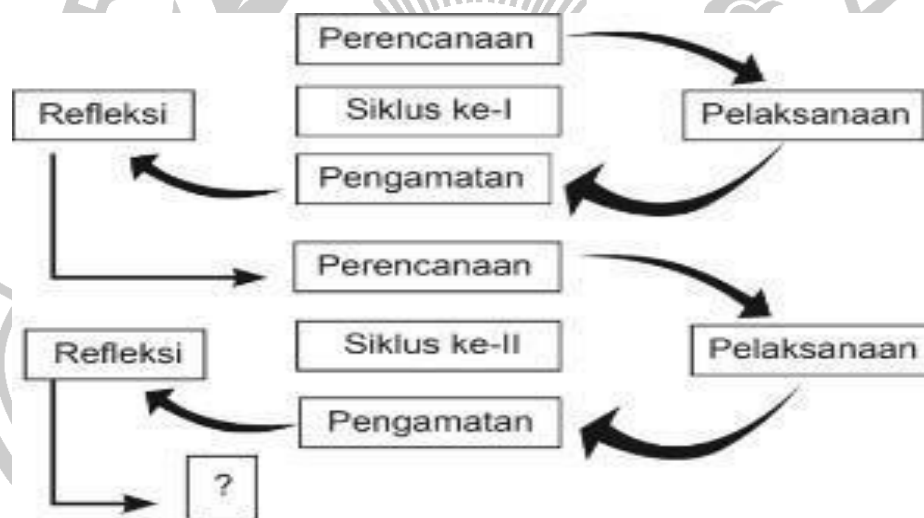 Perencanaan
Refleksi
Siklus ke-I
Pelaksanaan
Pengamatan
Perencanaan
Refleksi
Siklus ke-II
Pelaksanaan
Pengamatan
?